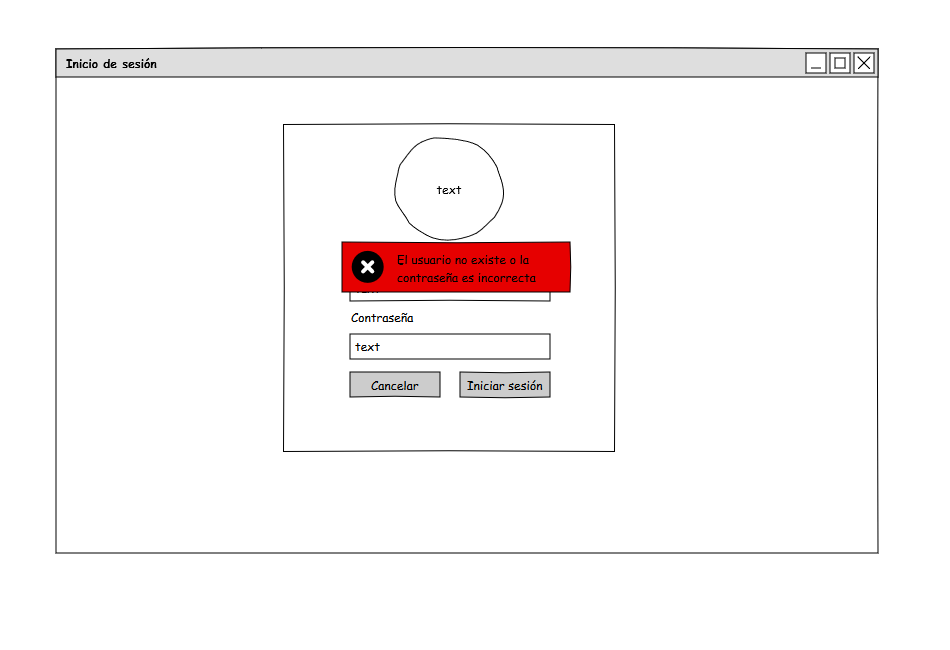 Inicio de sesión
text
El usuario no existe o la
contraseña es incorrecta
Contraseña
text
Cancelar
Iniciar sesión